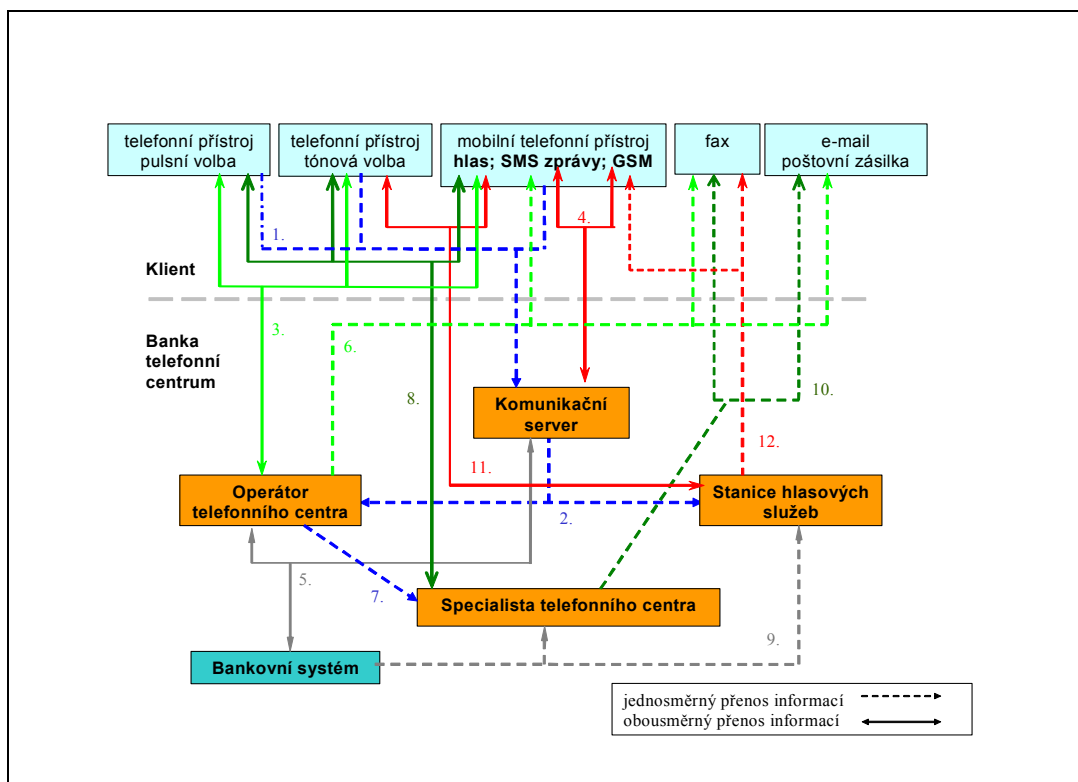 telefonní přístroj
pulsní volba
telefonní přístroj
tónová volba
mobilní telefonní přístroj
hlas; SMS zprávy; GSM
fax
e-mail
poštovní zásilka
1.
4.
Klient
3.
6.
Banka
telefonní
centrum
8.
10.
Komunikační
server
11.
12.
Operátor
telefonního centra
2.
Stanice hlasových
služeb
5.
7.
Specialista telefonního centra
9.
Bankovní systém
jednosměrný přenos informací
obousměrný přenos informací